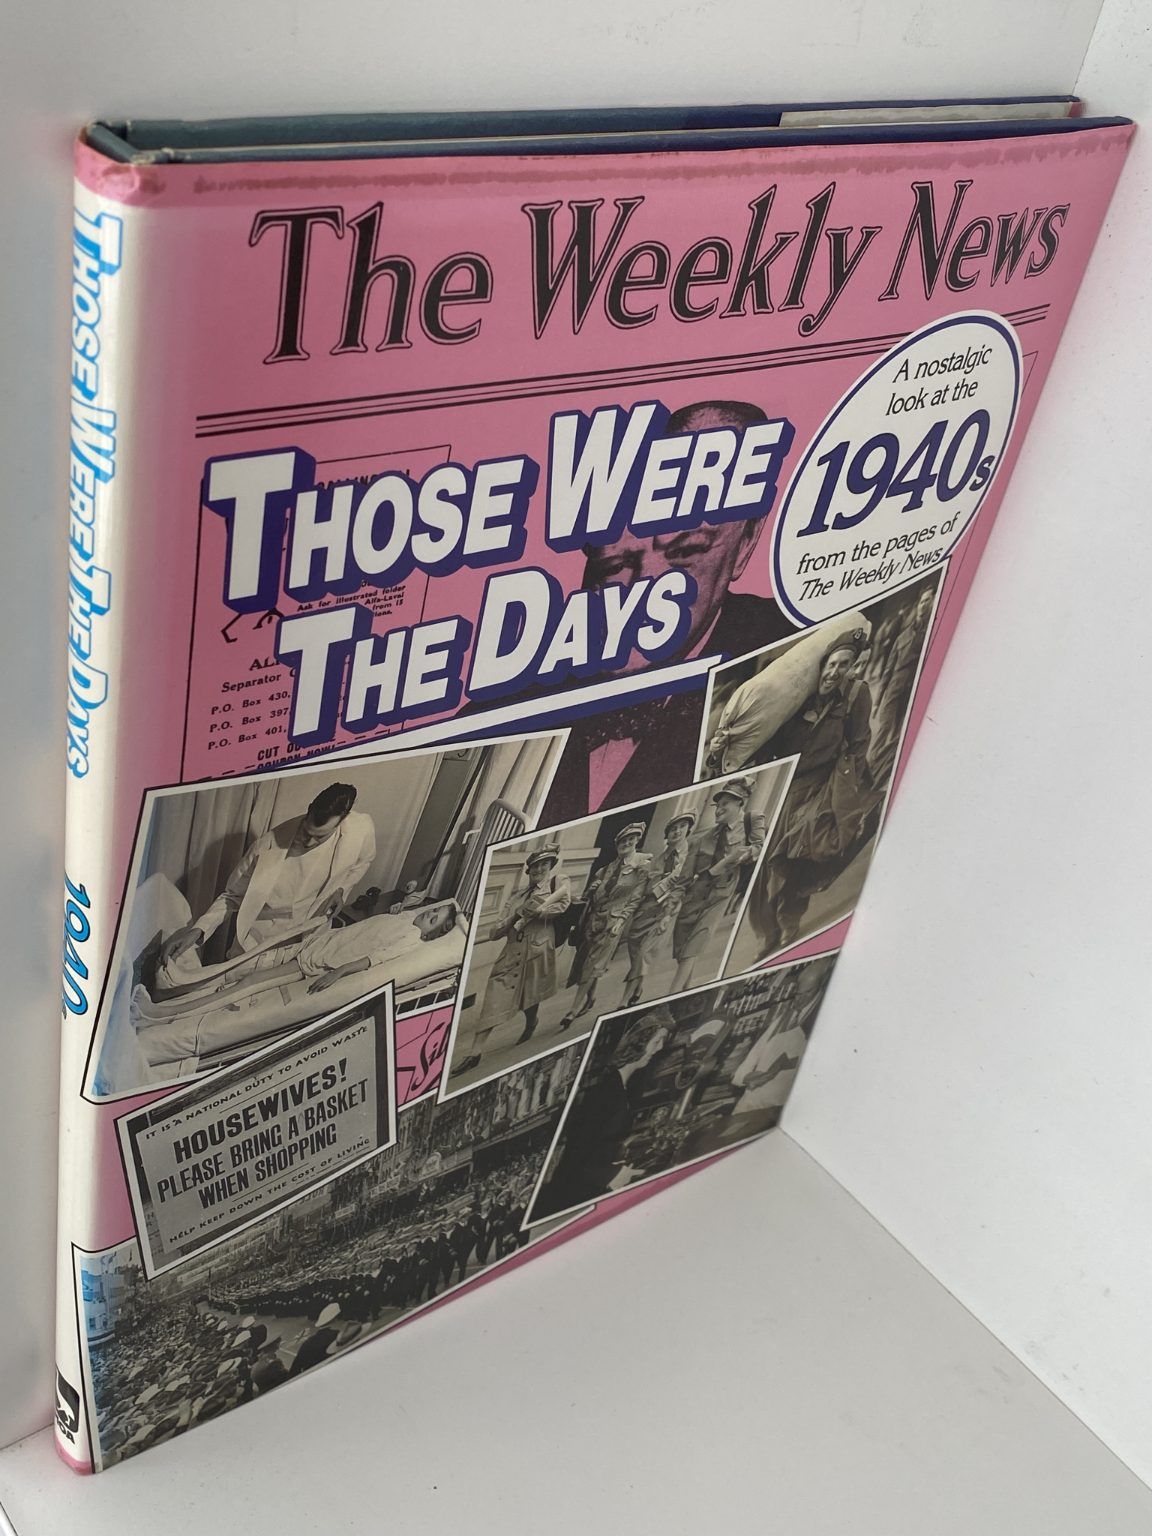 THOSE WERE THE DAYS
1940s
The Weekly News
A nostalgic
look at the
1940s
from the pages of
The Weekly News
THOSE WERE
THE DAYS
Ask for illustrated folder
Alfa-Laval
from 15
Separator
P.O. Box 430,
P.O. Box 397,
P.O. Box 401,
CUT
COUPON NOW!
IT IS A NATIONAL DUTY TO AVOID WASTE
HOUSEWIVES!
PLEASE BRING A BASKET
WHEN SHOPPING
HELP KEEP DOWN THE COST OF LIVING
MOA